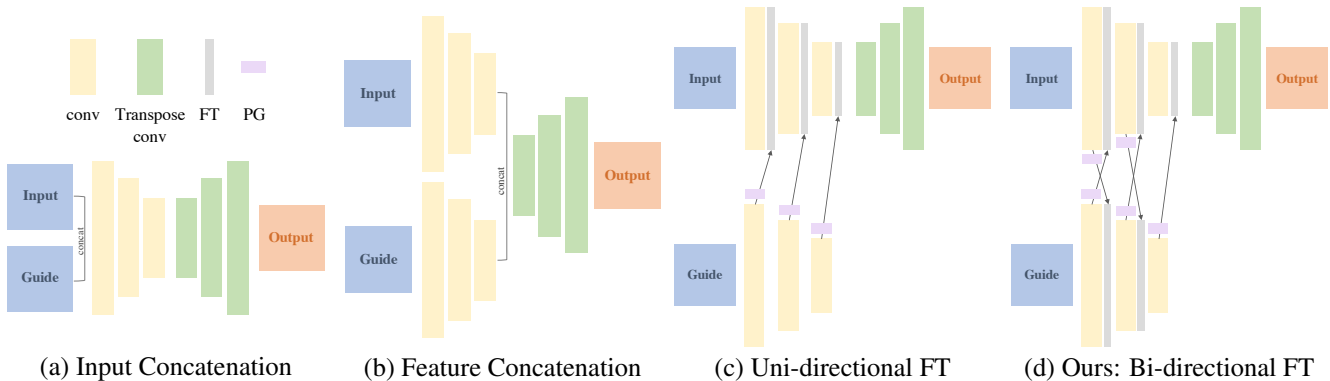 conv
Transpose
conv
FT
PG
Input
Guide
concat
Output
(a) Input Concatenation
Input
Guide
concat
Output
(b) Feature Concatenation
Input
Guide
Output
(c) Uni-directional FT
Input
Guide
Output
(d) Ours: Bi-directional FT